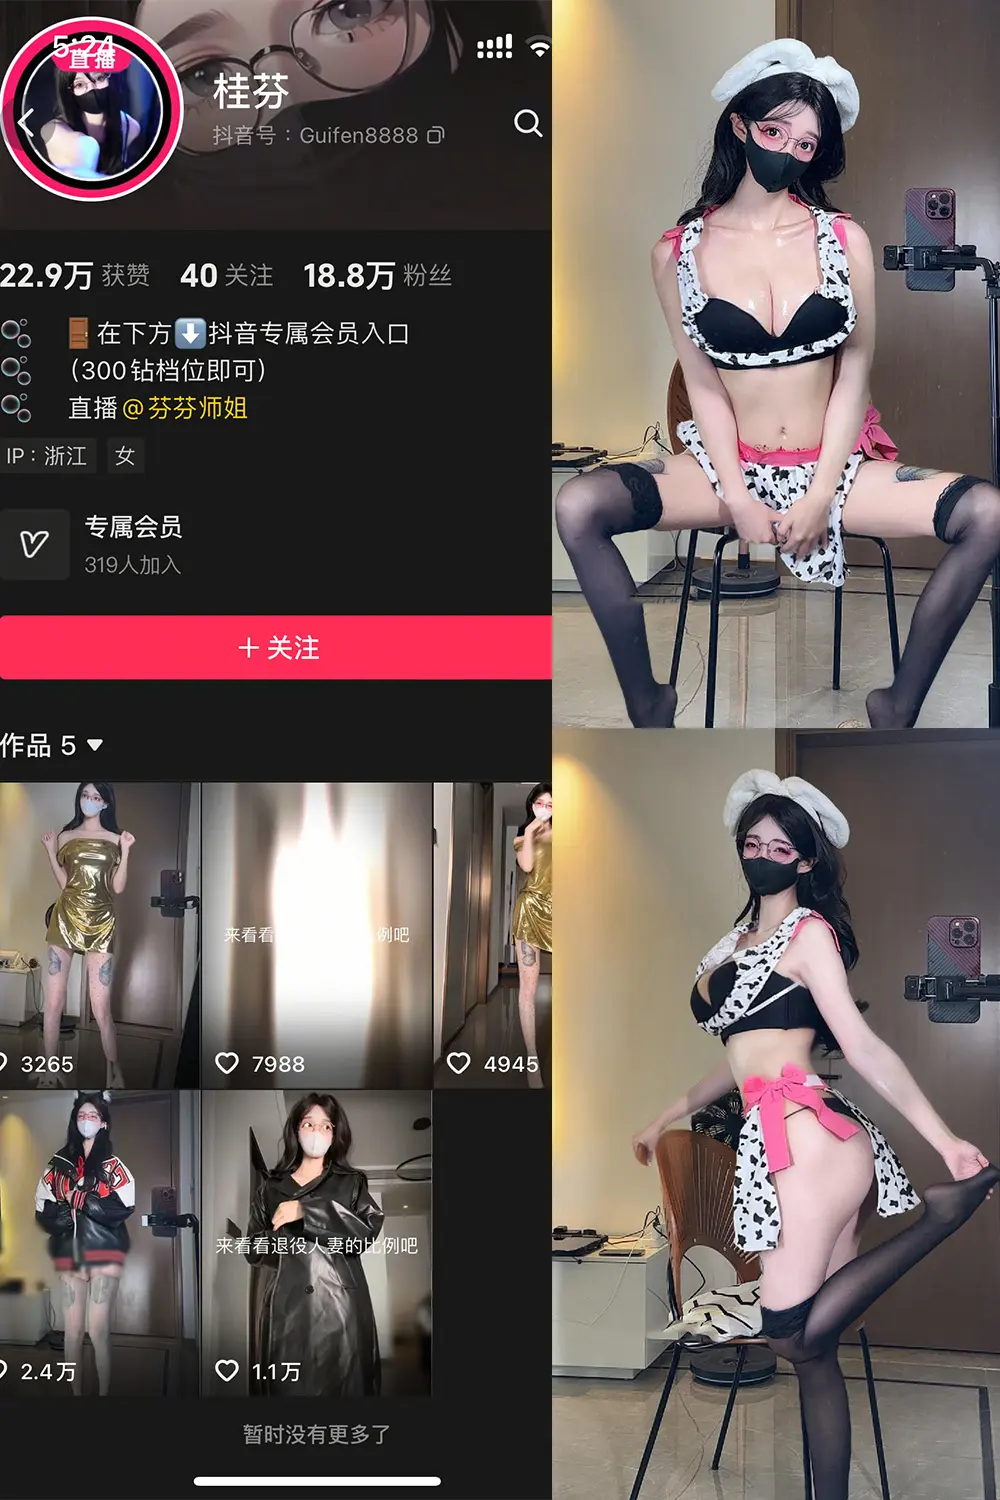 5:24
直播
桂芬
抖音号：Guifen8888
22.9万 获赞 40 关注 18.8万 粉丝
🚪在下方⬇️抖音专属会员入口
（300钻档位即可）
直播@芬芬师姐
IP：浙江 女
专属会员
319人加入
＋关注
作品 5
来看看
例吧
3265 7988 4945
来看看退役人妻的比例吧
2.4万 1.1万
暂时没有更多了